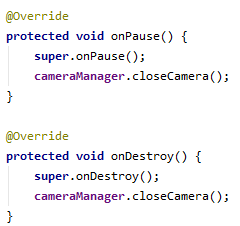 @Override
protected void onPause() {
    super.onPause();
    cameraManager.closeCamera();
}
@Override
protected void onDestroy() {
    super.onDestroy();
    cameraManager.closeCamera();
}